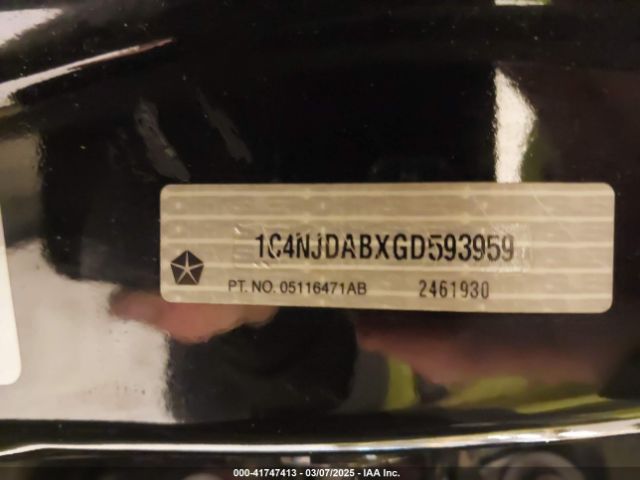 1C4NJDABXGD593959
PT. NO. 05116471AB 2461930
000-41747413 - 03/07/2025 - IAA Inc.